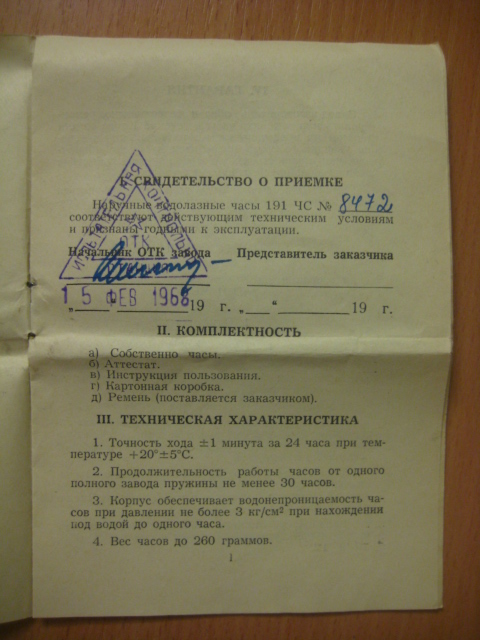 I. СВИДЕТЕЛЬСТВО О ПРИЕМКЕ
Наручные водолазные часы 191 ЧС № 8472
соответствуют действующим техническим условиям
и признаны годными к эксплуатации.
Начальник ОТК завода Представитель заказчика
ОТК
15 ФЕВ 1968
„__“ 19 г. „__“ 19 г.
II. КОМПЛЕКТНОСТЬ
а) Собственно часы.
б) Аттестат.
в) Инструкция пользования.
г) Картонная коробка.
д) Ремень (поставляется заказчиком).
III. ТЕХНИЧЕСКАЯ ХАРАКТЕРИСТИКА
1. Точность хода ±1 минута за 24 часа при тем-
пературе +20°±5°С.
2. Продолжительность работы часов от одного
полного завода пружины не менее 30 часов.
3. Корпус обеспечивает водонепроницаемость ча-
сов при давлении не более 3 кг/см² при нахождении
под водой до одного часа.
4. Вес часов до 260 граммов.
1